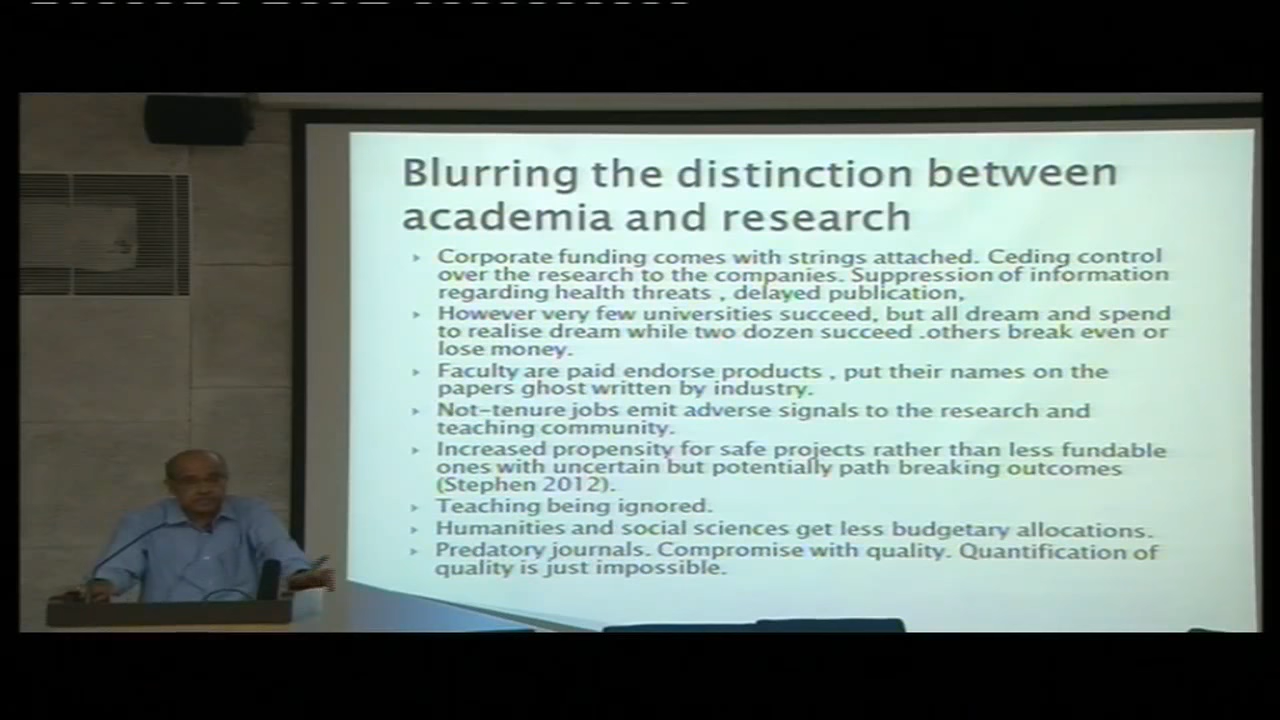 Blurring the distinction between
academia and research
Corporate funding comes with strings attached. Ceding control
over the research to the companies. Suppression of information
regarding health threats , delayed publication,
However very few universities succeed, but all dream and spend
to realise dream while two dozen succeed .others break even or
lose money.
Faculty are paid endorse products , put their names on the
papers ghost written by industry.
Not-tenure jobs emit adverse signals to the research and
teaching community.
Increased propensity for safe projects rather than less fundable
ones with uncertain but potentially path breaking outcomes
(Stephen 2012).
Teaching being ignored.
Humanities and social sciences get less budgetary allocations.
Predatory journals. Compromise with quality. Quantification of
quality is just impossible.